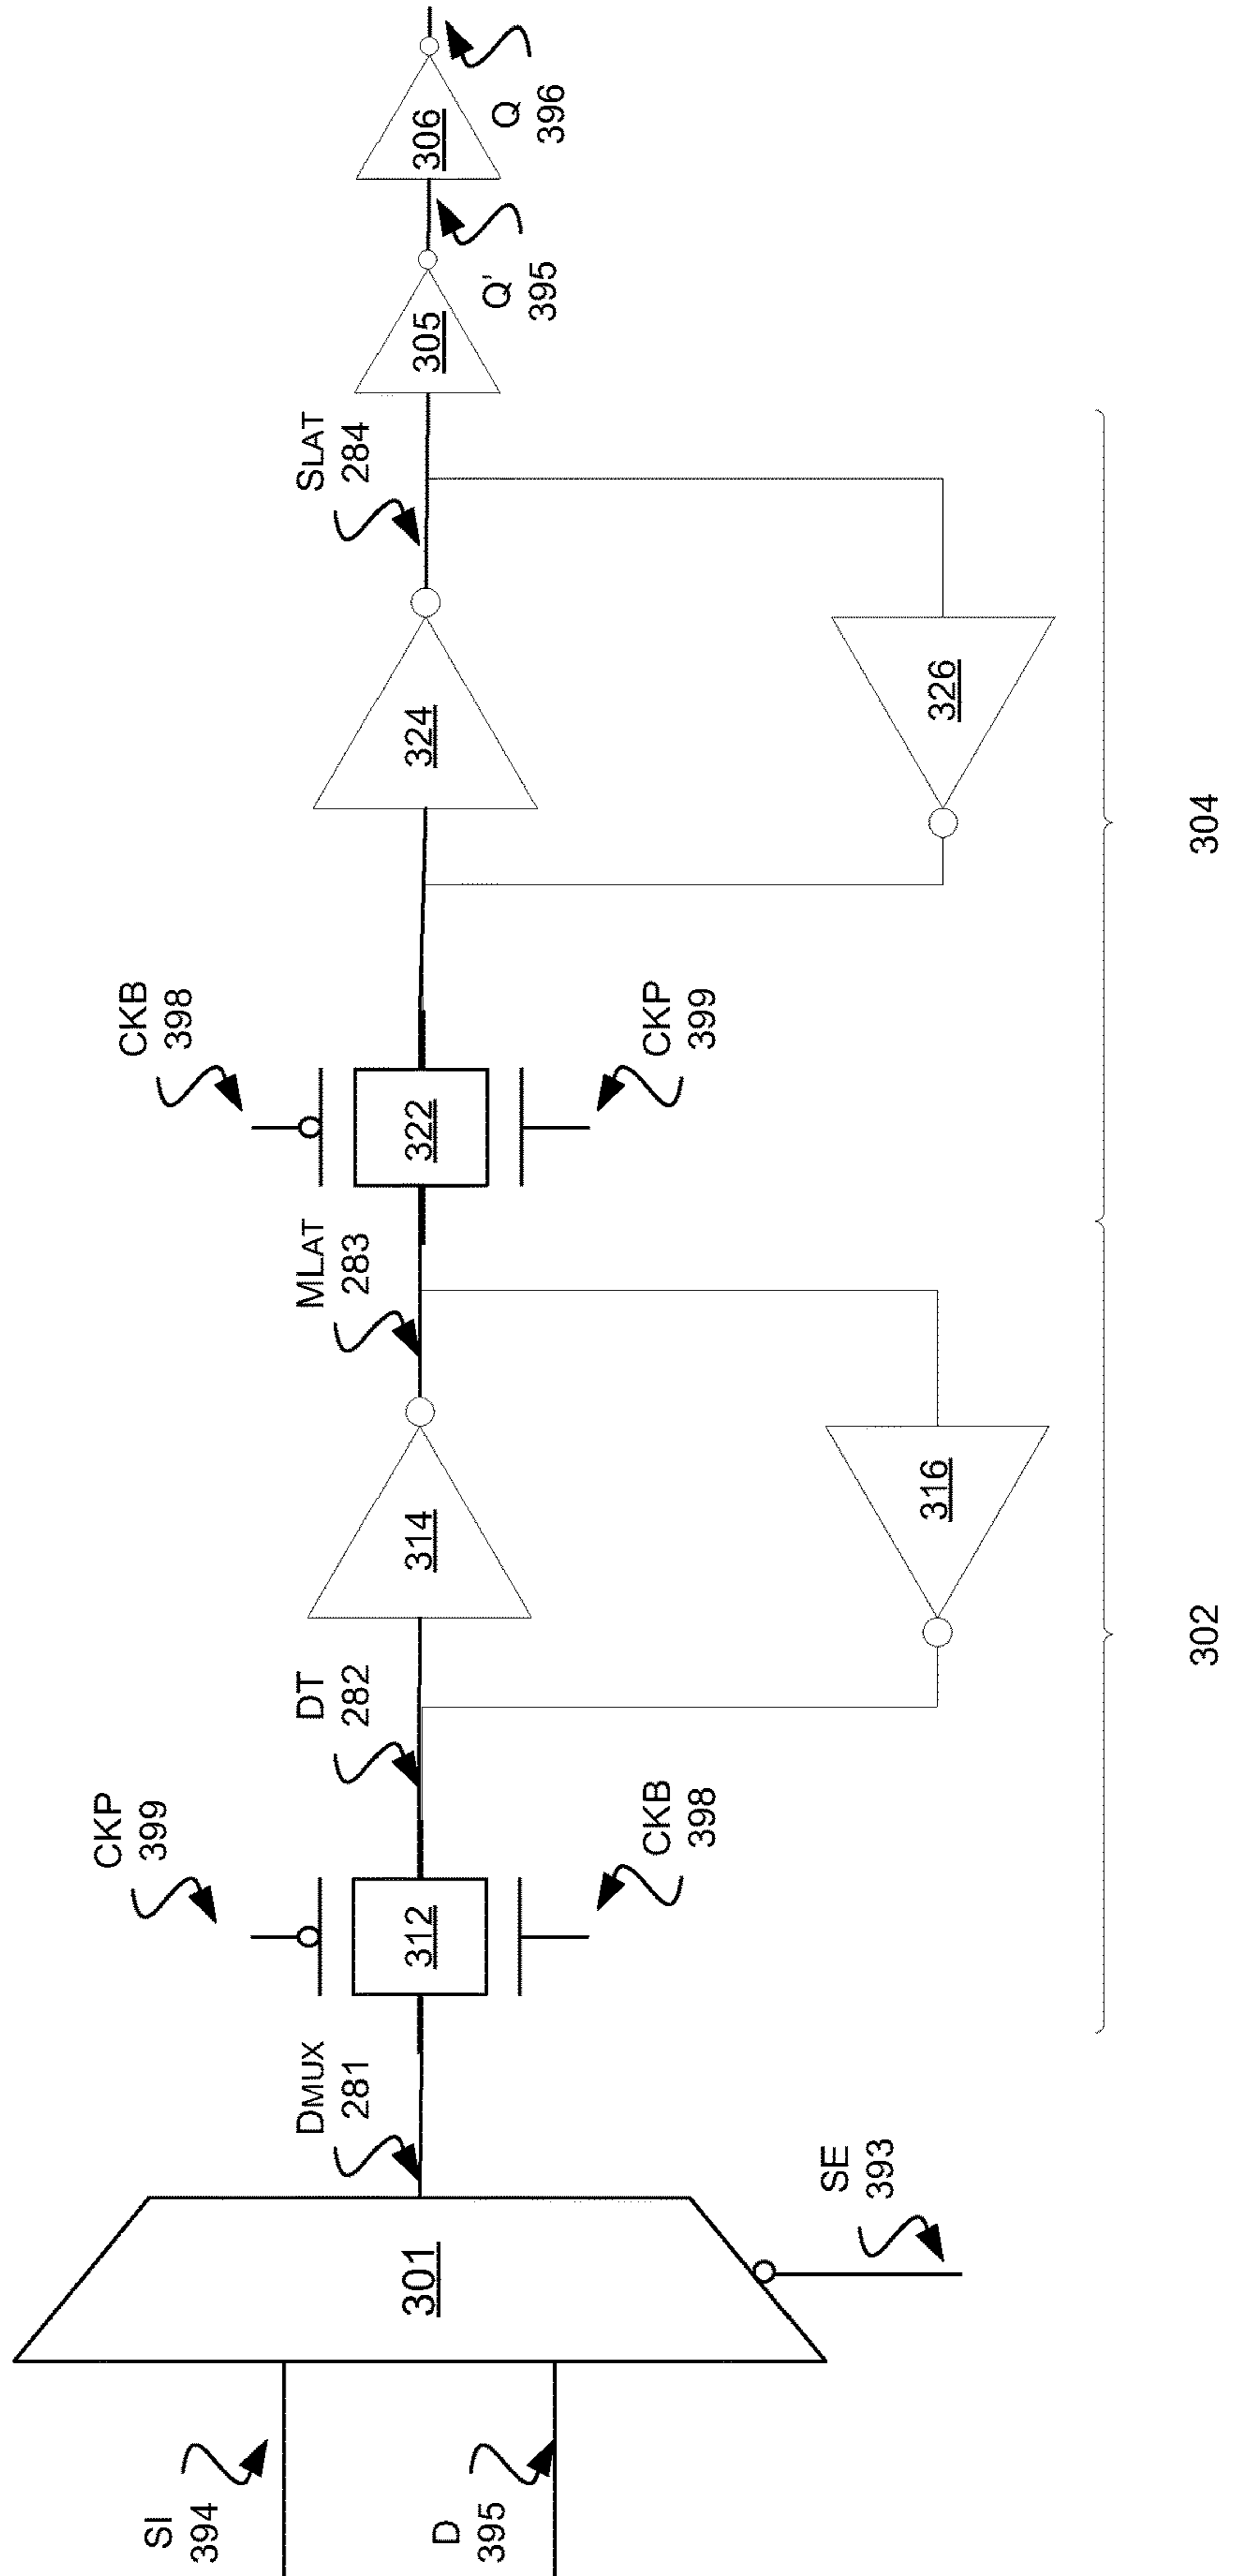 SI
394
D
395
301
SE
393
DMUX
281
CKP
399
312
CKB
398
DT
282
314
316
MLAT
283
302
CKB
398
322
CKP
399
324
326
SLAT
284
304
305
Q'
395
306
Q
396